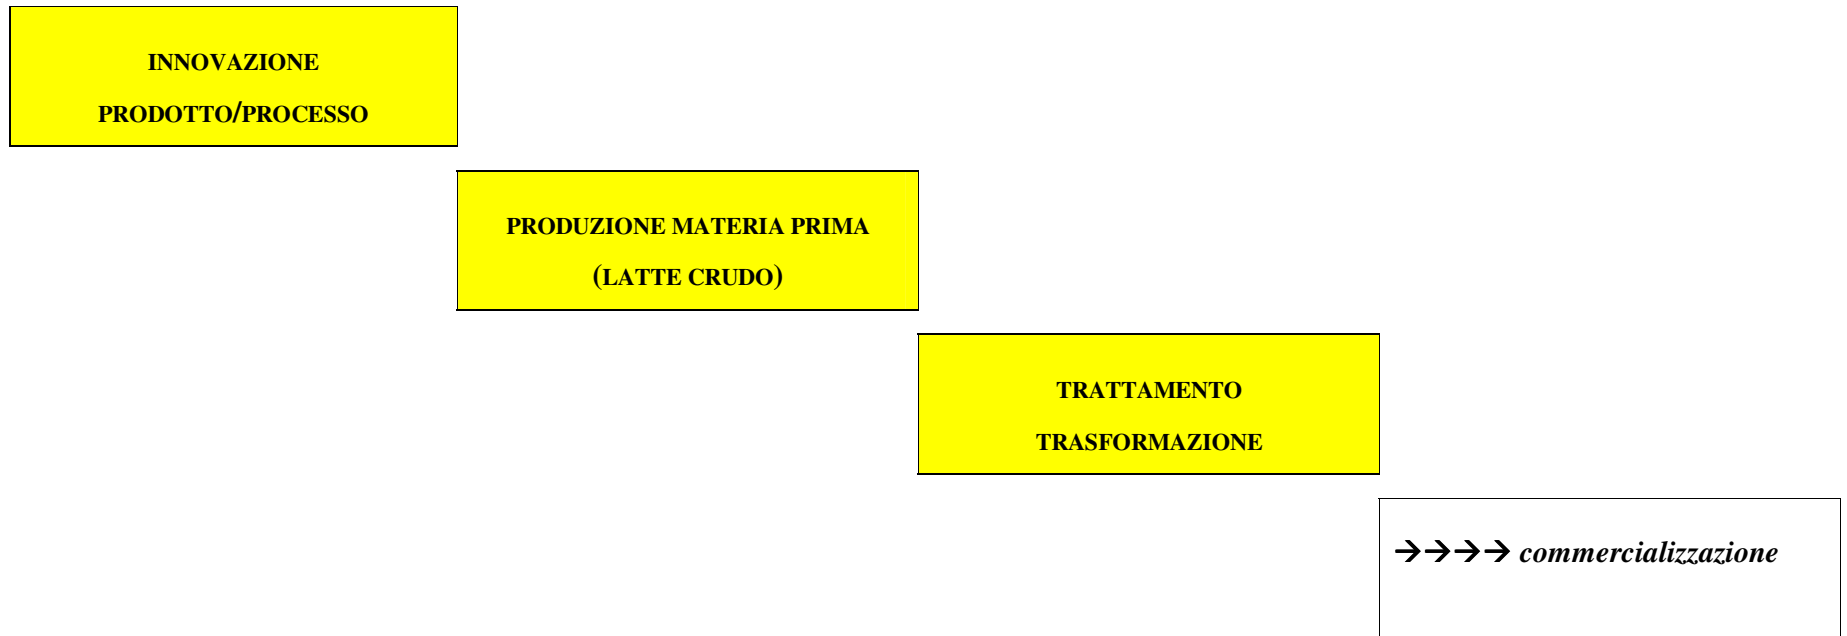 INNOVAZIONE
PRODOTTO/PROCESSO
PRODUZIONE MATERIA PRIMA
(LATTE CRUDO)
TRATTAMENTO
TRASFORMAZIONE
→→→→ commercializzazione